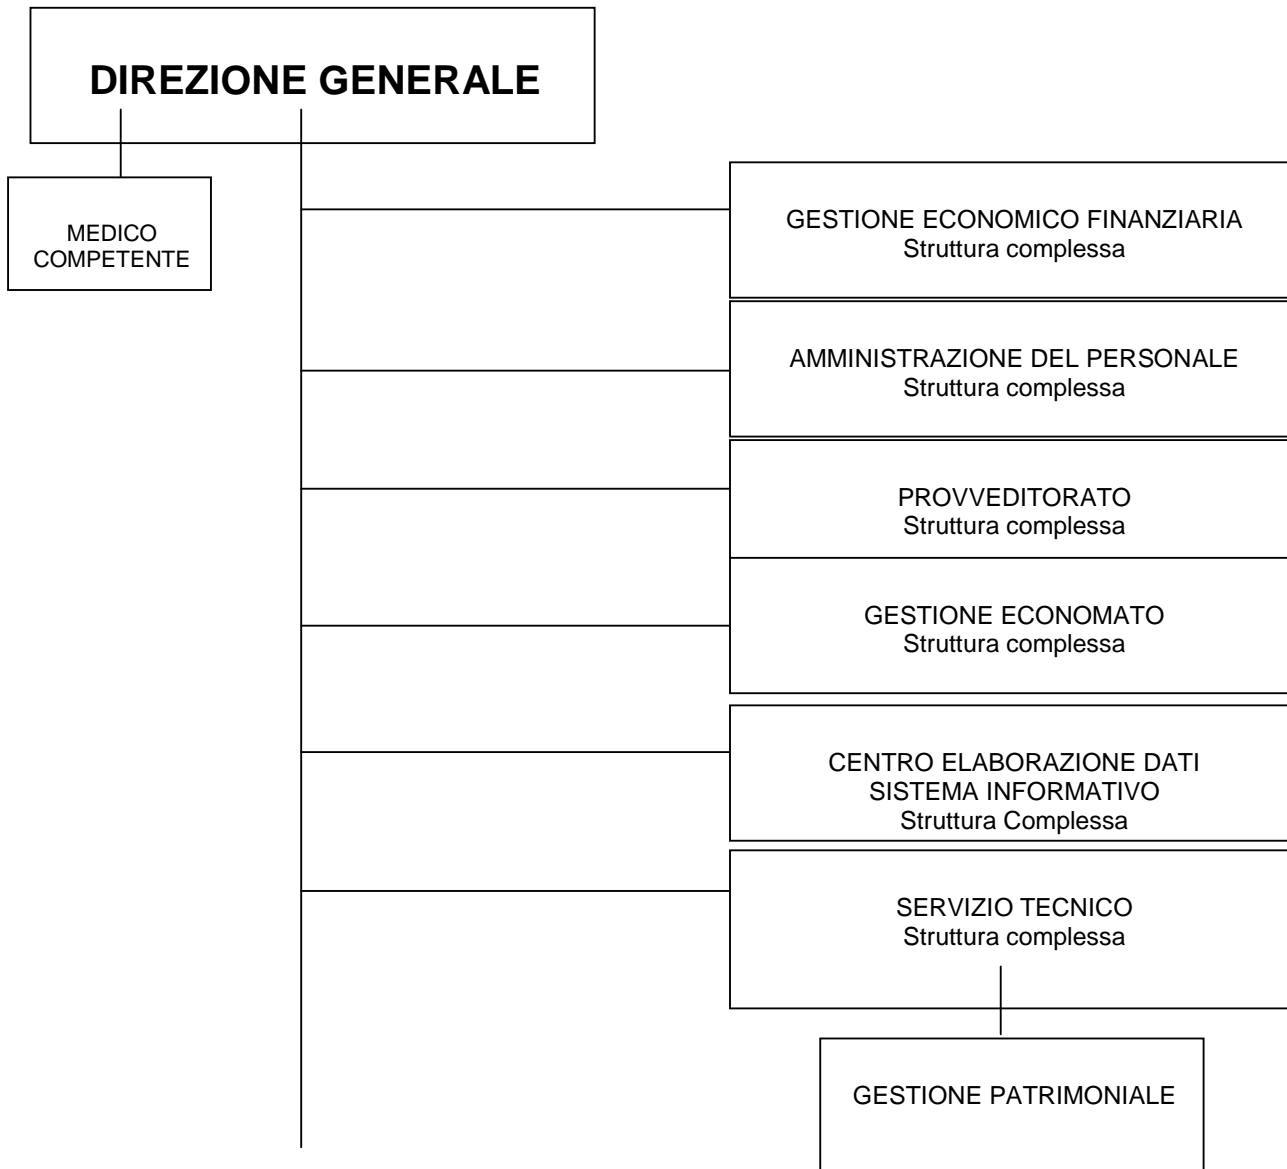 DIREZIONE GENERALE
MEDICO
COMPETENTE
GESTIONE ECONOMICO FINANZIARIA
Struttura complessa
AMMINISTRAZIONE DEL PERSONALE
Struttura complessa
PROVVEDITORATO
Struttura complessa
GESTIONE ECONOMATO
Struttura complessa
CENTRO ELABORAZIONE DATI
SISTEMA INFORMATIVO
Struttura Complessa
SERVIZIO TECNICO
Struttura complessa
GESTIONE PATRIMONIALE